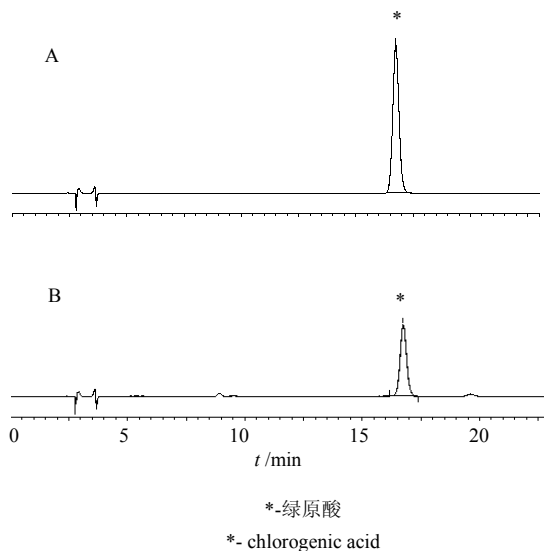 *
A
B
*
0 5 10 15 20
t /min
*-绿原酸
*- chlorogenic acid